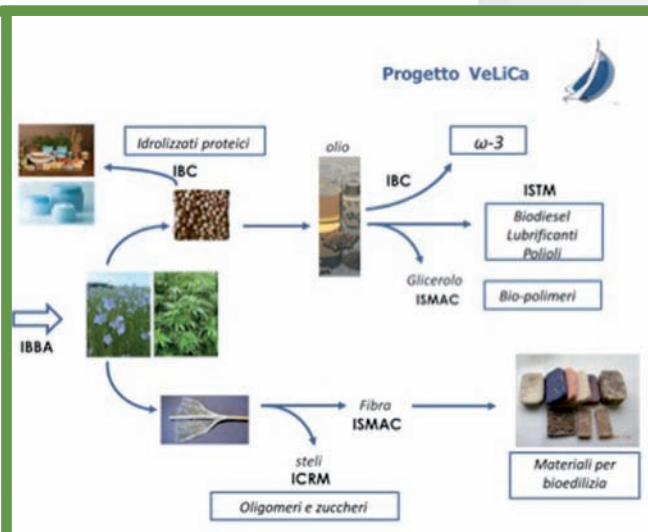 Progetto VeLiCa
Idrolizzati proteici
IBC
olio
IBC
ω-3
ISTM
Biodiesel
Lubrificanti
Polioli
Glicerolo
ISMAC
Bio-polimeri
IBBA
Fibra
ISMAC
steli
ICRM
Oligomeri e zuccheri
Materiali per
bioedilizia